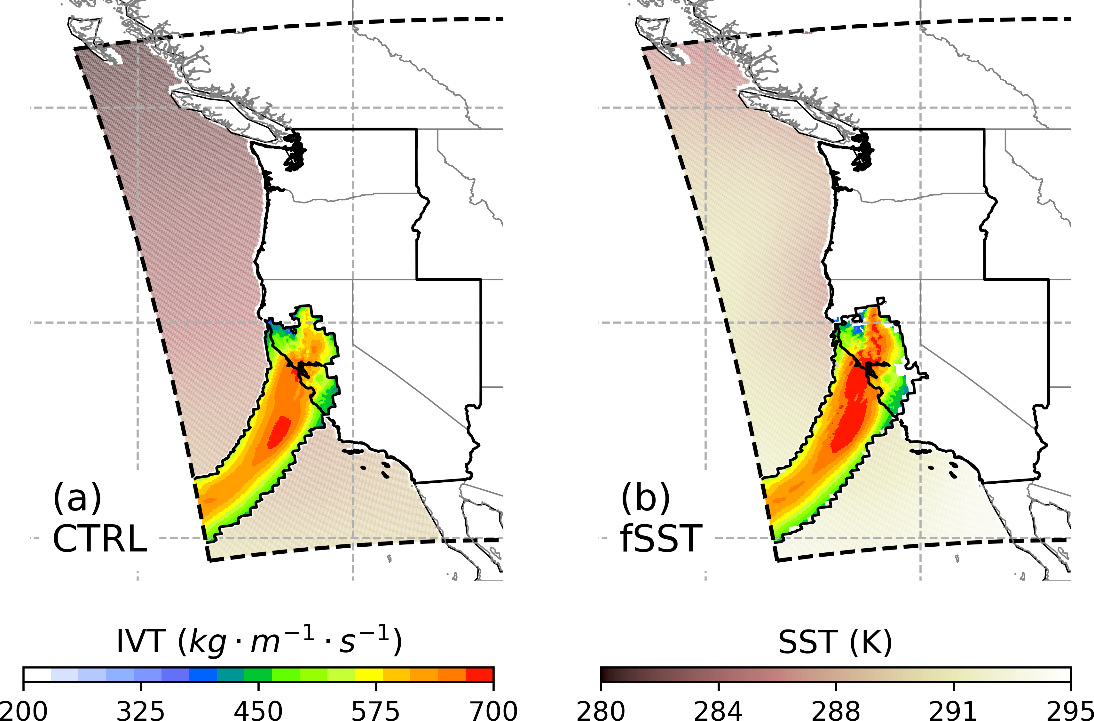 (a)
CTRL
(b)
fSST
IVT (kg · m⁻¹ · s⁻¹)
200 325 450 575 700
SST (K)
280 284 288 291 295